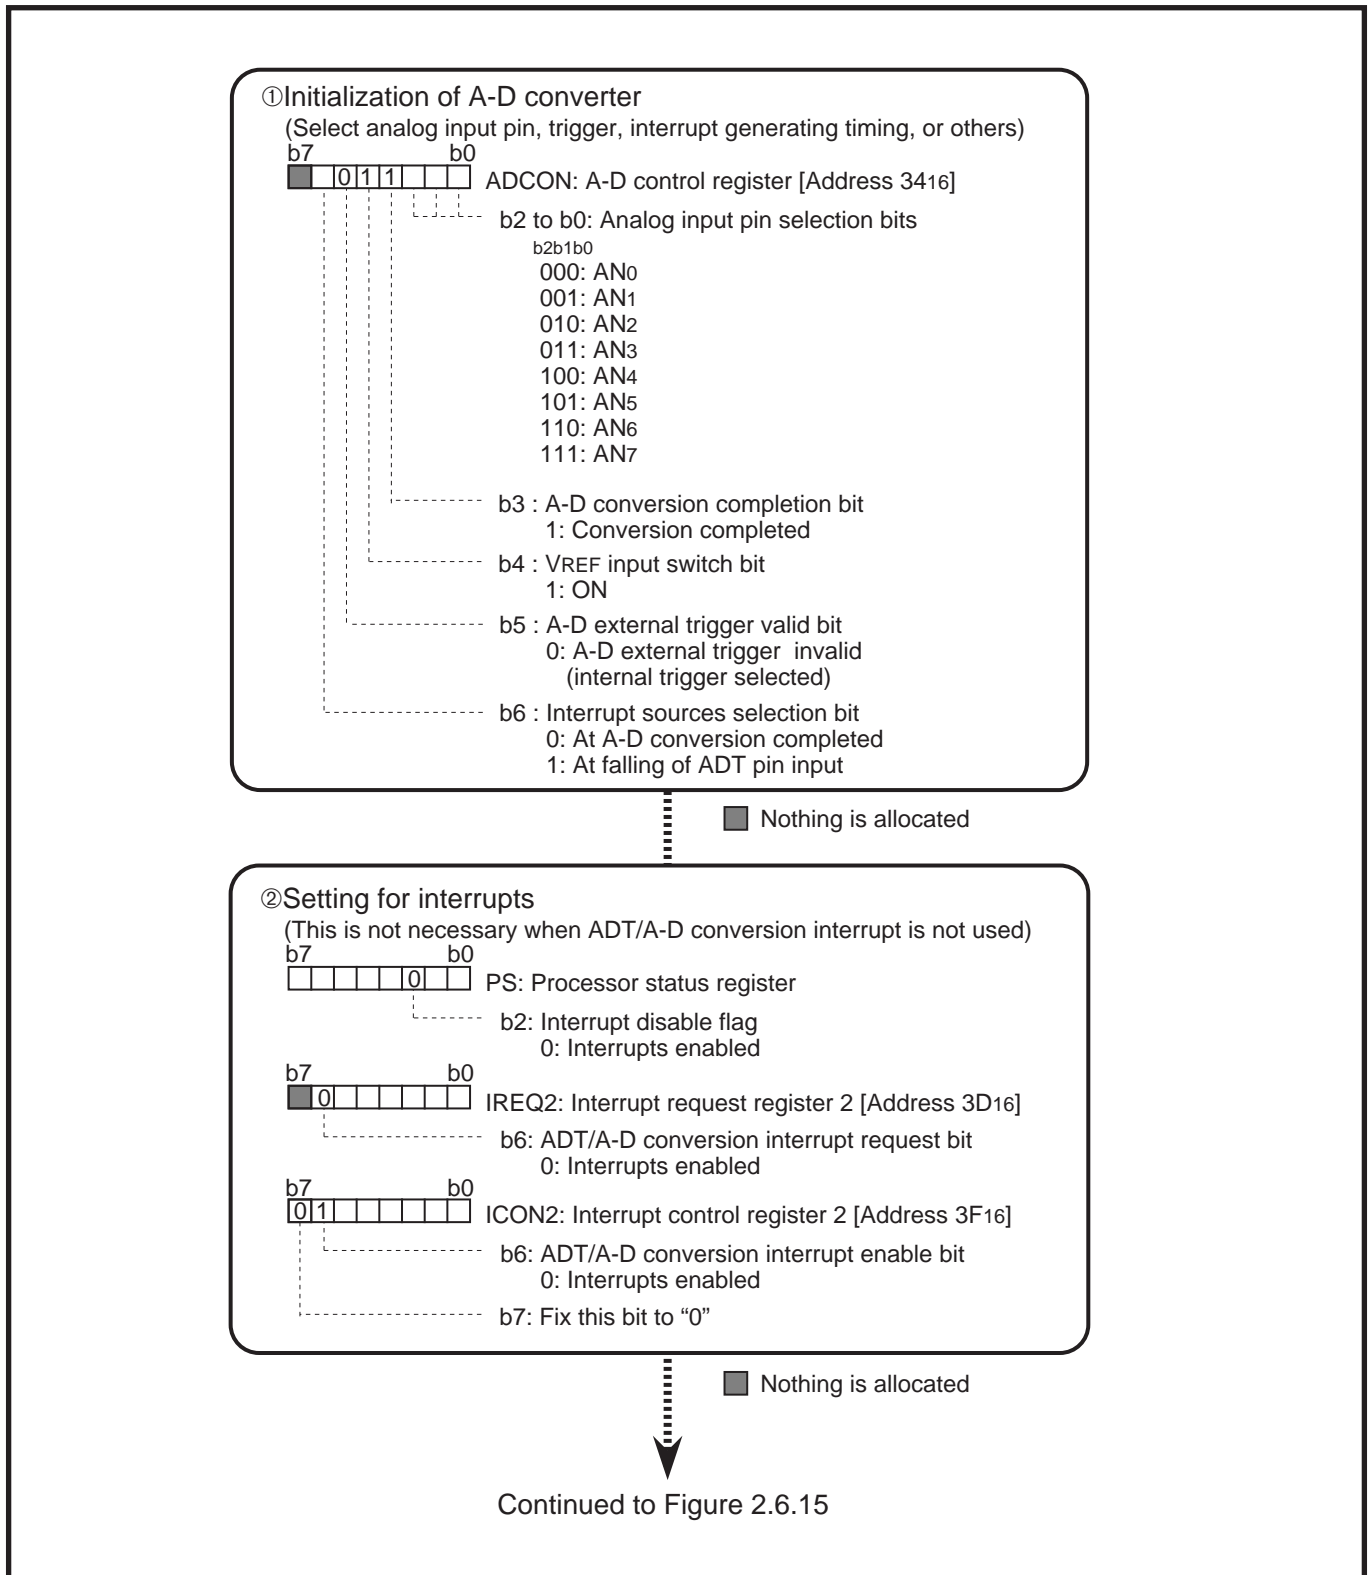 ①Initialization of A-D converter
(Select analog input pin, trigger, interrupt generating timing, or others)
b7 b0
0 1 1 ADCON: A-D control register [Address 3416]
b2 to b0: Analog input pin selection bits
b2b1b0
000: AN0
001: AN1
010: AN2
011: AN3
100: AN4
101: AN5
110: AN6
111: AN7
b3 : A-D conversion completion bit
1: Conversion completed
b4 : VREF input switch bit
1: ON
b5 : A-D external trigger valid bit
0: A-D external trigger invalid
(internal trigger selected)
b6 : Interrupt sources selection bit
0: At A-D conversion completed
1: At falling of ADT pin input
Nothing is allocated
②Setting for interrupts
(This is not necessary when ADT/A-D conversion interrupt is not used)
b7 b0
0 PS: Processor status register
b2: Interrupt disable flag
0: Interrupts enabled
b7 b0
0 IREQ2: Interrupt request register 2 [Address 3D16]
b6: ADT/A-D conversion interrupt request bit
0: Interrupts enabled
b7 b0
0 1 ICON2: Interrupt control register 2 [Address 3F16]
b6: ADT/A-D conversion interrupt enable bit
0: Interrupts enabled
b7: Fix this bit to “0”
Nothing is allocated
Continued to Figure 2.6.15